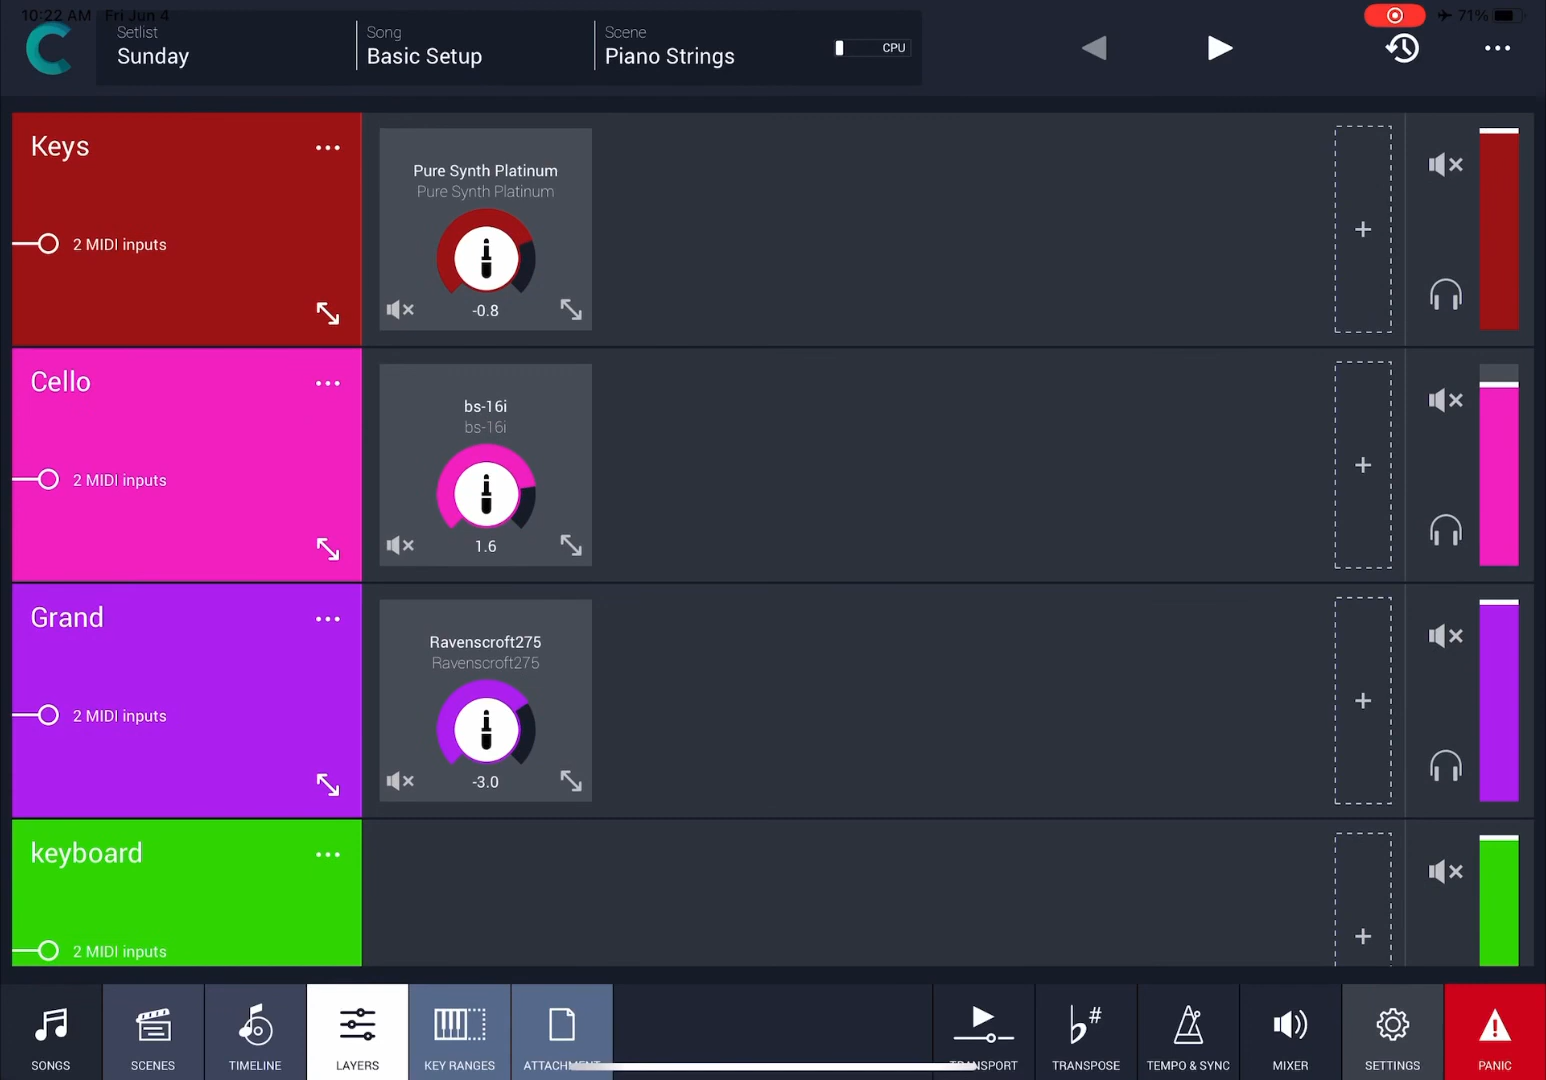 10:22 AM Fri Jun 4
71%
Setlist
Sunday
Song
Basic Setup
Scene
Piano Strings
CPU
Keys
2 MIDI inputs
Pure Synth Platinum
Pure Synth Platinum
-0.8
Cello
2 MIDI inputs
bs-16i
bs-16i
1.6
Grand
2 MIDI inputs
Ravenscroft275
Ravenscroft275
-3.0
keyboard
2 MIDI inputs
SONGS
SCENES
TIMELINE
LAYERS
KEY RANGES
ATTACHMENT
TRANSPORT
TRANSPOSE
TEMPO & SYNC
MIXER
SETTINGS
PANIC